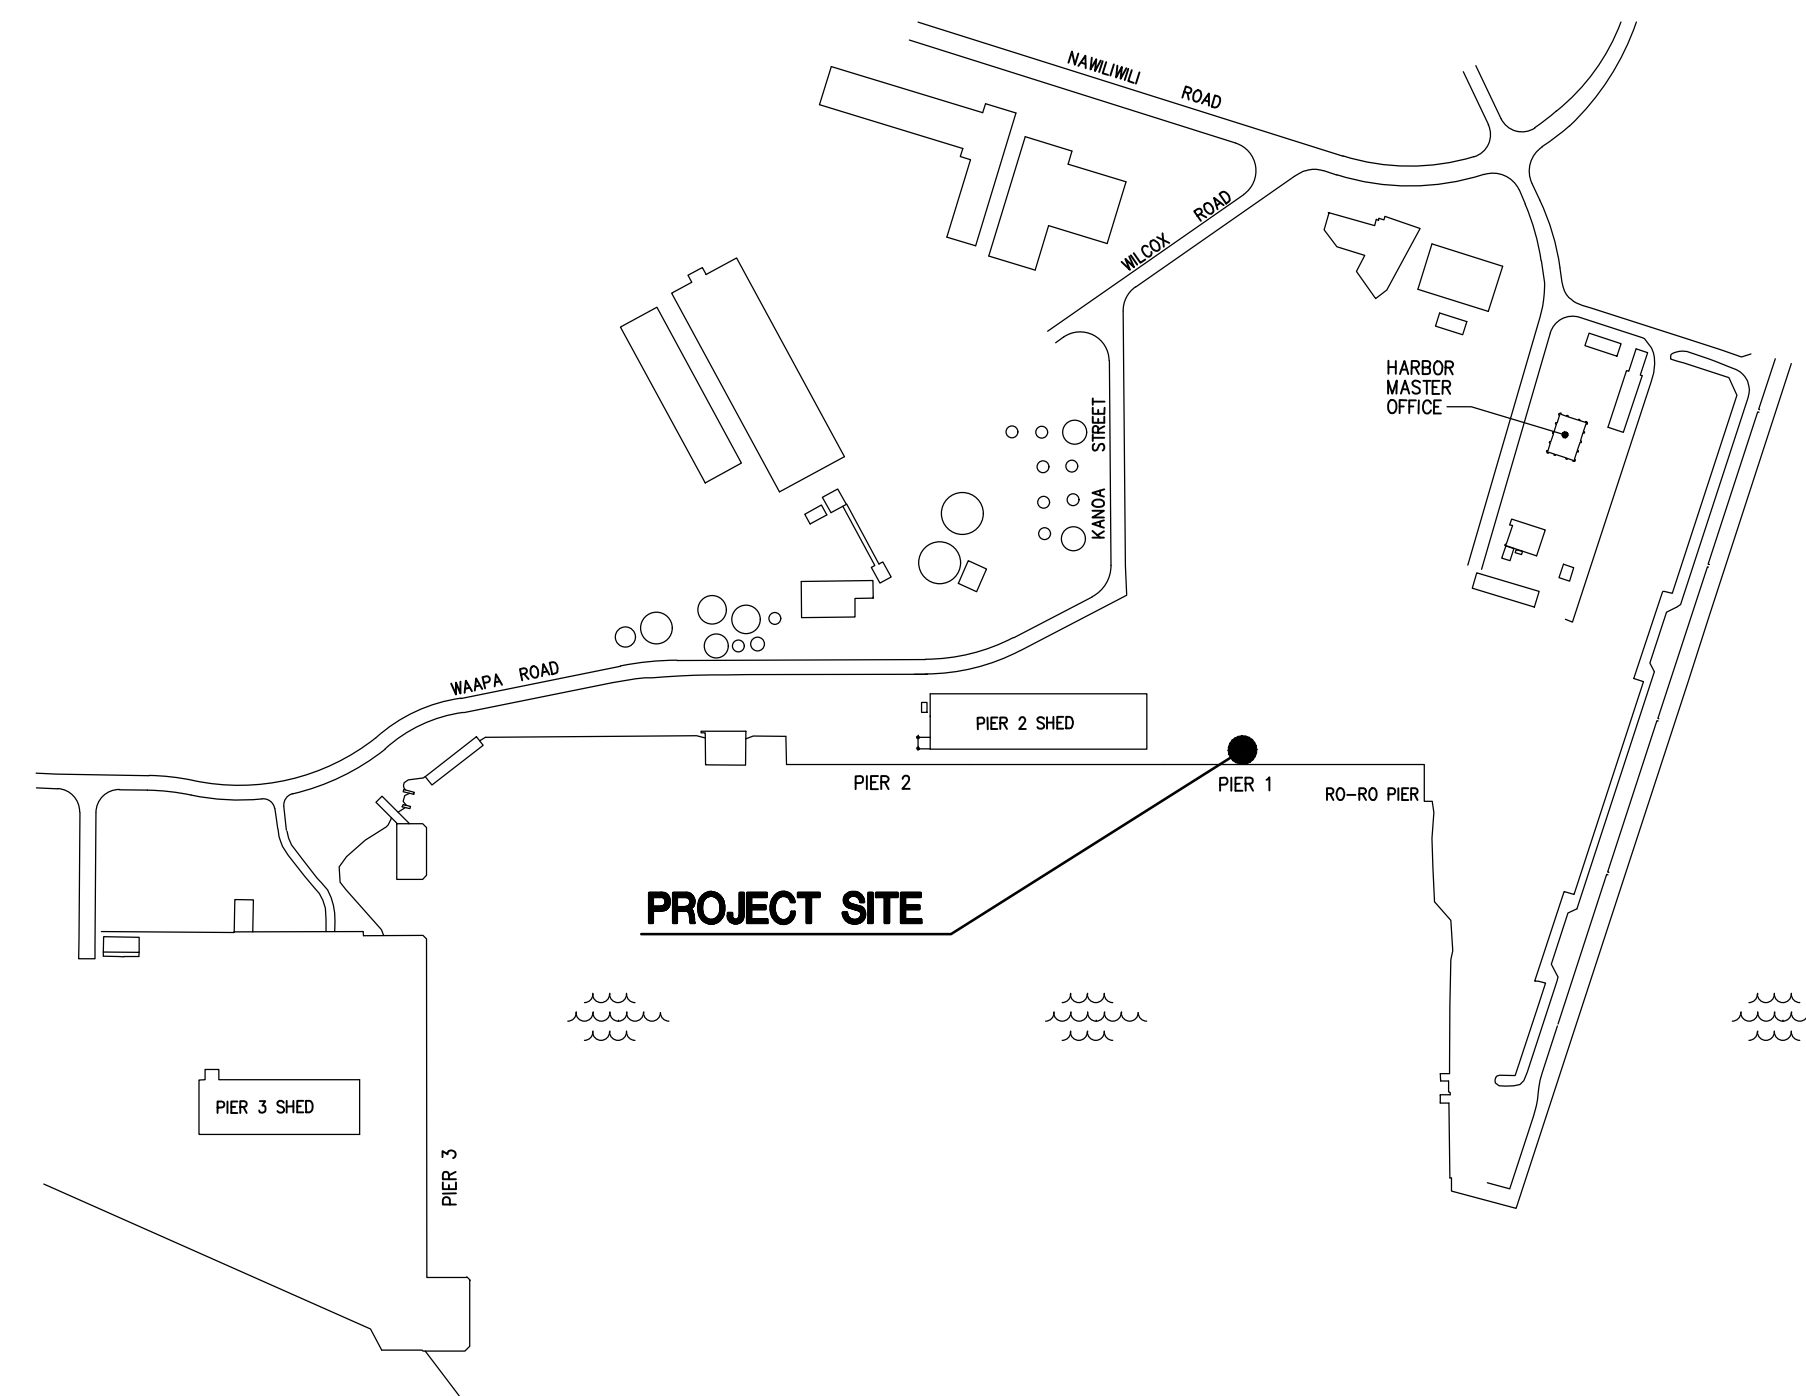 NAWILIWILI ROAD
WILCOX ROAD
HARBOR
MASTER
OFFICE
KANOA STREET
WAAPA ROAD
PIER 2 SHED
PIER 2
PIER 1
RO-RO PIER
PROJECT SITE
PIER 3 SHED
PIER 3